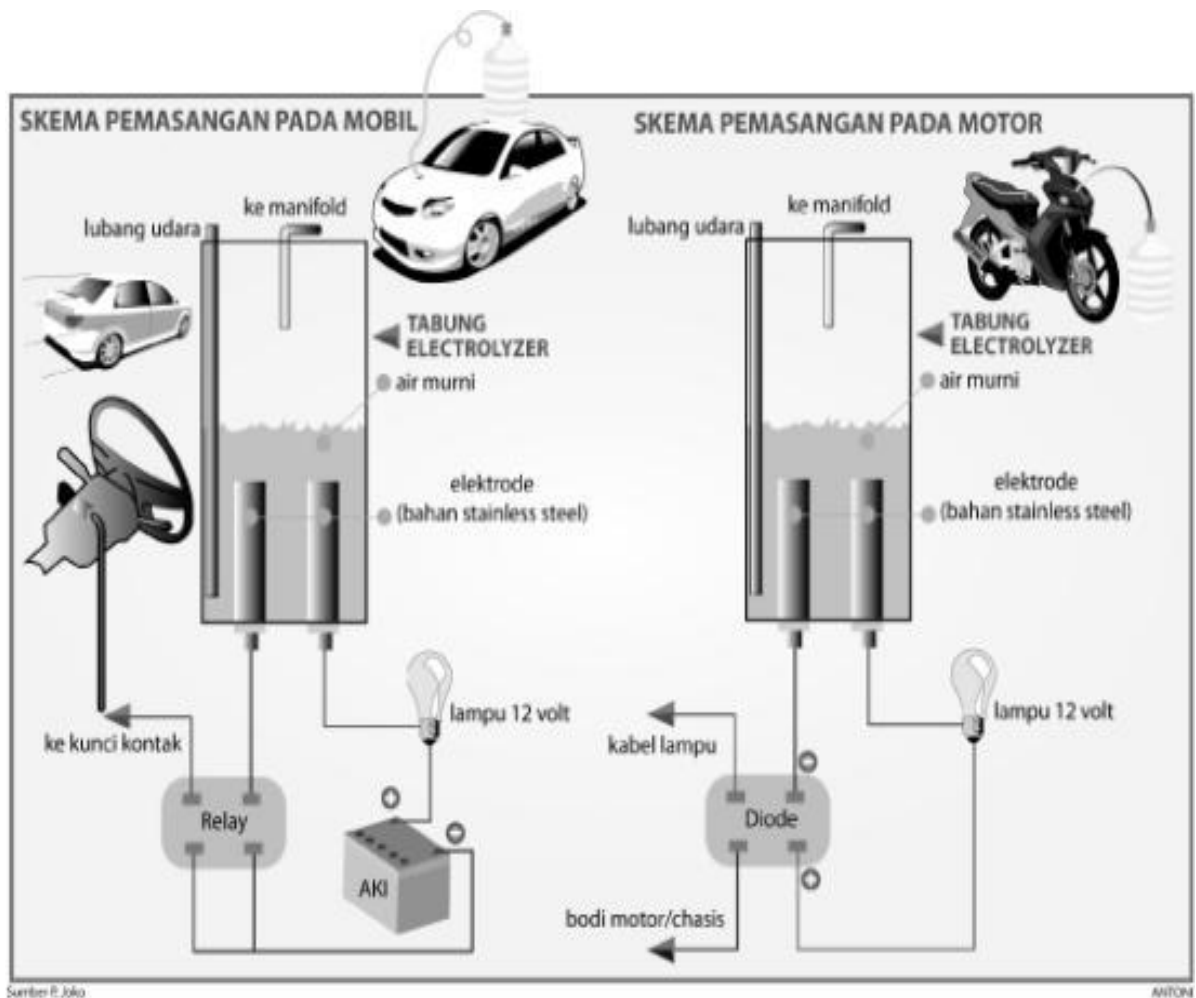 SKEMA PEMASANGAN PADA MOBIL
lubang udara
ke manifold
TABUNG
ELECTROLYZER
air murni
elektrode
(bahan stainless steel)
lampu 12 volt
ke kunci kontak
Relay
AKI
SKEMA PEMASANGAN PADA MOTOR
lubang udara
ke manifold
TABUNG
ELECTROLYZER
air murni
elektrode
(bahan stainless steel)
lampu 12 volt
kabel lampu
Diode
bodi motor/chasis
Sumber P. Joko
ANTONI